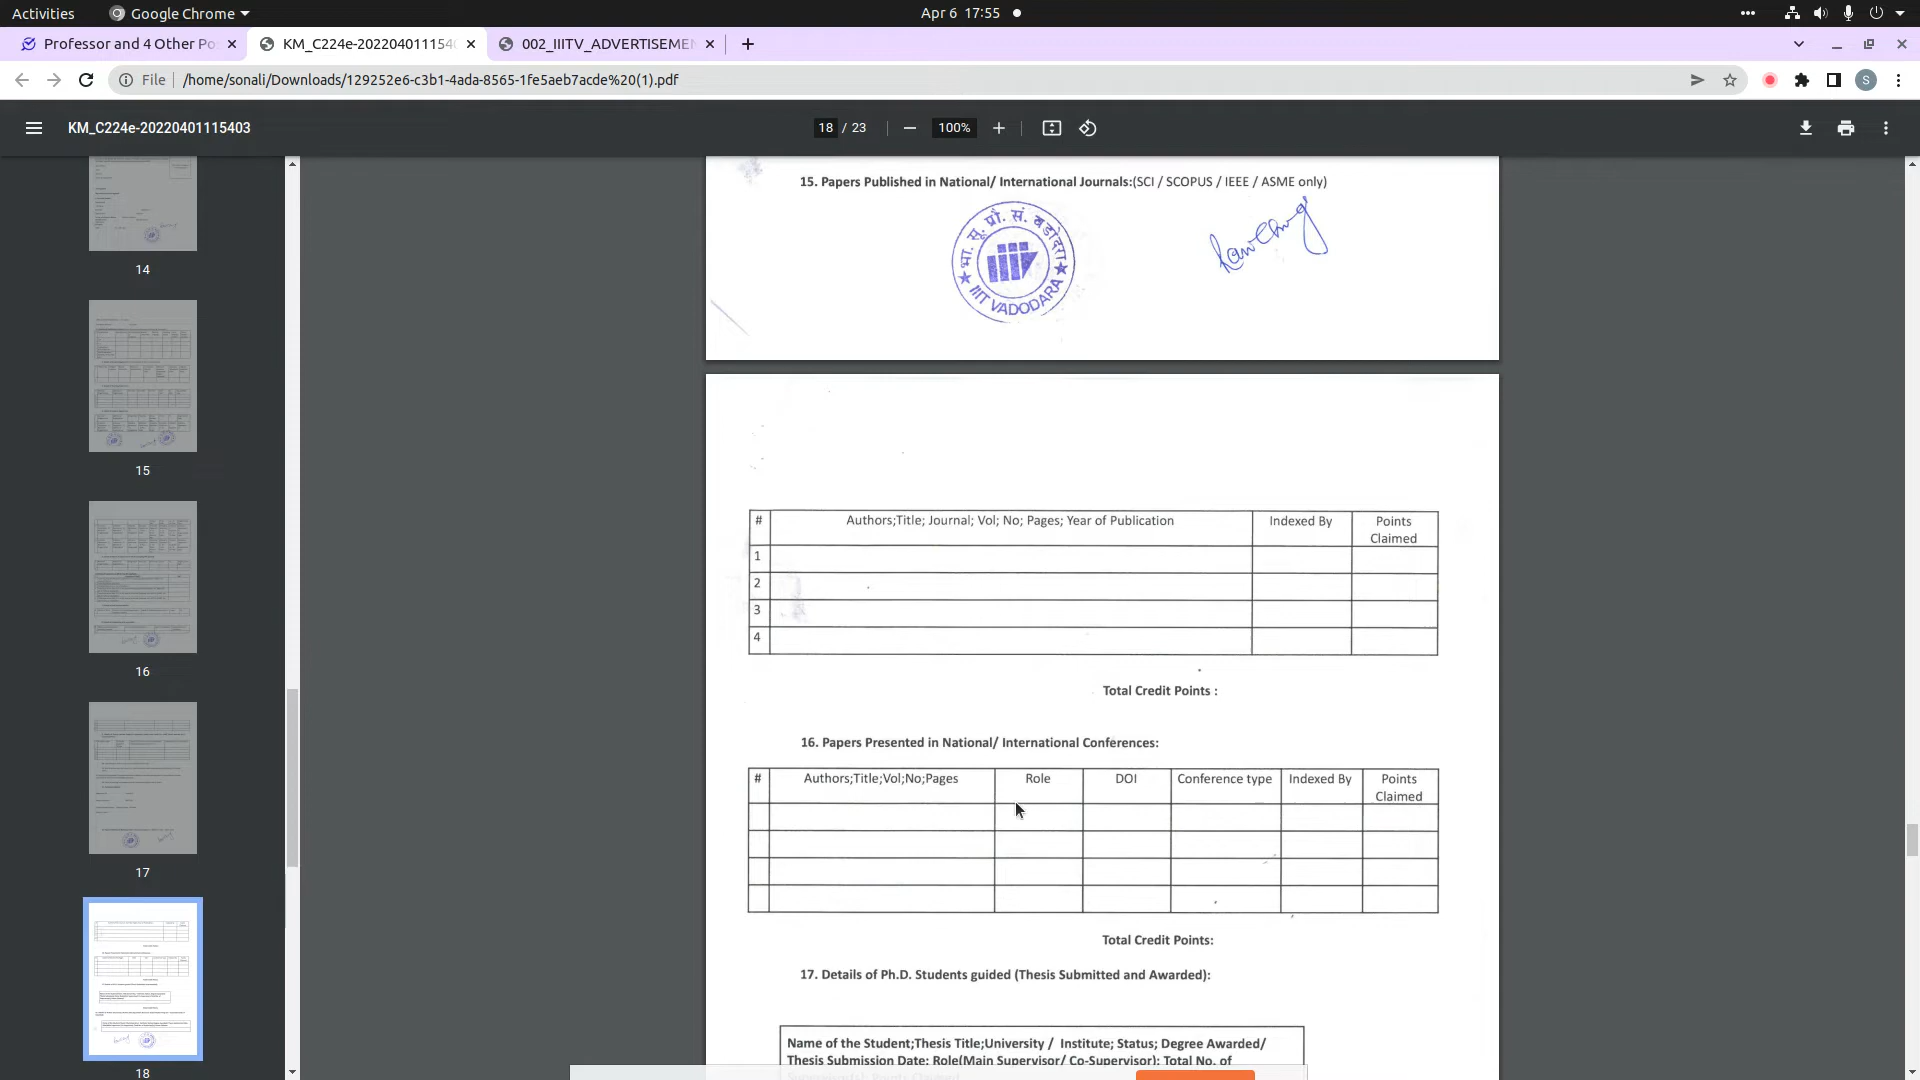 Activities Google Chrome Apr 6 17:55
Professor and 4 Other Po KM_C224e-2022040111540 002_IIITV_ADVERTISEMEN
File /home/sonali/Downloads/129252e6-c3b1-4ada-8565-1fe5aeb7acde%20(1).pdf S
KM_C224e-20220401115403 18 / 23 100%
14
15
16
17
18
15. Papers Published in National/ International Journals:(SCI / SCOPUS / IEEE / ASME only)
भा. सू. प्रौ. सं. वडोदरा
IIIT VADODARA
# Authors;Title; Journal; Vol; No; Pages; Year of Publication Indexed By Points Claimed
1
2
3
4
Total Credit Points :
16. Papers Presented in National/ International Conferences:
# Authors;Title;Vol;No;Pages Role DOI Conference type Indexed By Points Claimed
Total Credit Points:
17. Details of Ph.D. Students guided (Thesis Submitted and Awarded):
Name of the Student;Thesis Title;University / Institute; Status; Degree Awarded/
Thesis Submission Date; Role(Main Supervisor/ Co-Supervisor); Total No. of